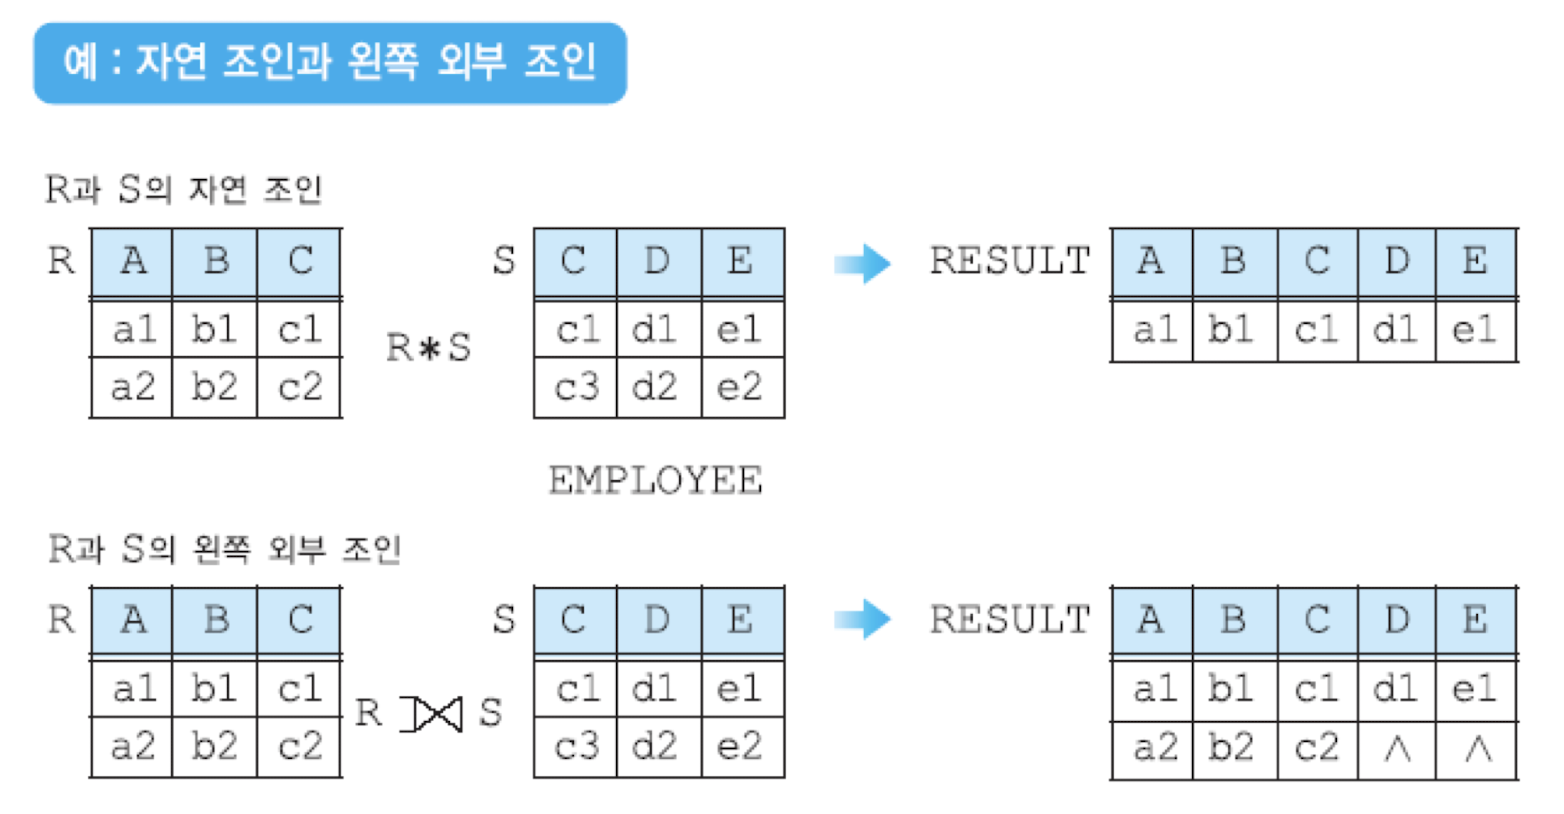 예 : 자연 조인과 왼쪽 외부 조인
R과 S의 자연 조인
R A B C S C D E RESULT A B C D E
a1 b1 c1 R*S c1 d1 e1 a1 b1 c1 d1 e1
a2 b2 c2 c3 d2 e2
EMPLOYEE
R과 S의 왼쪽 외부 조인
R A B C S C D E RESULT A B C D E
a1 b1 c1 R ⟕ S c1 d1 e1 a1 b1 c1 d1 e1
a2 b2 c2 c3 d2 e2 a2 b2 c2 ∧ ∧